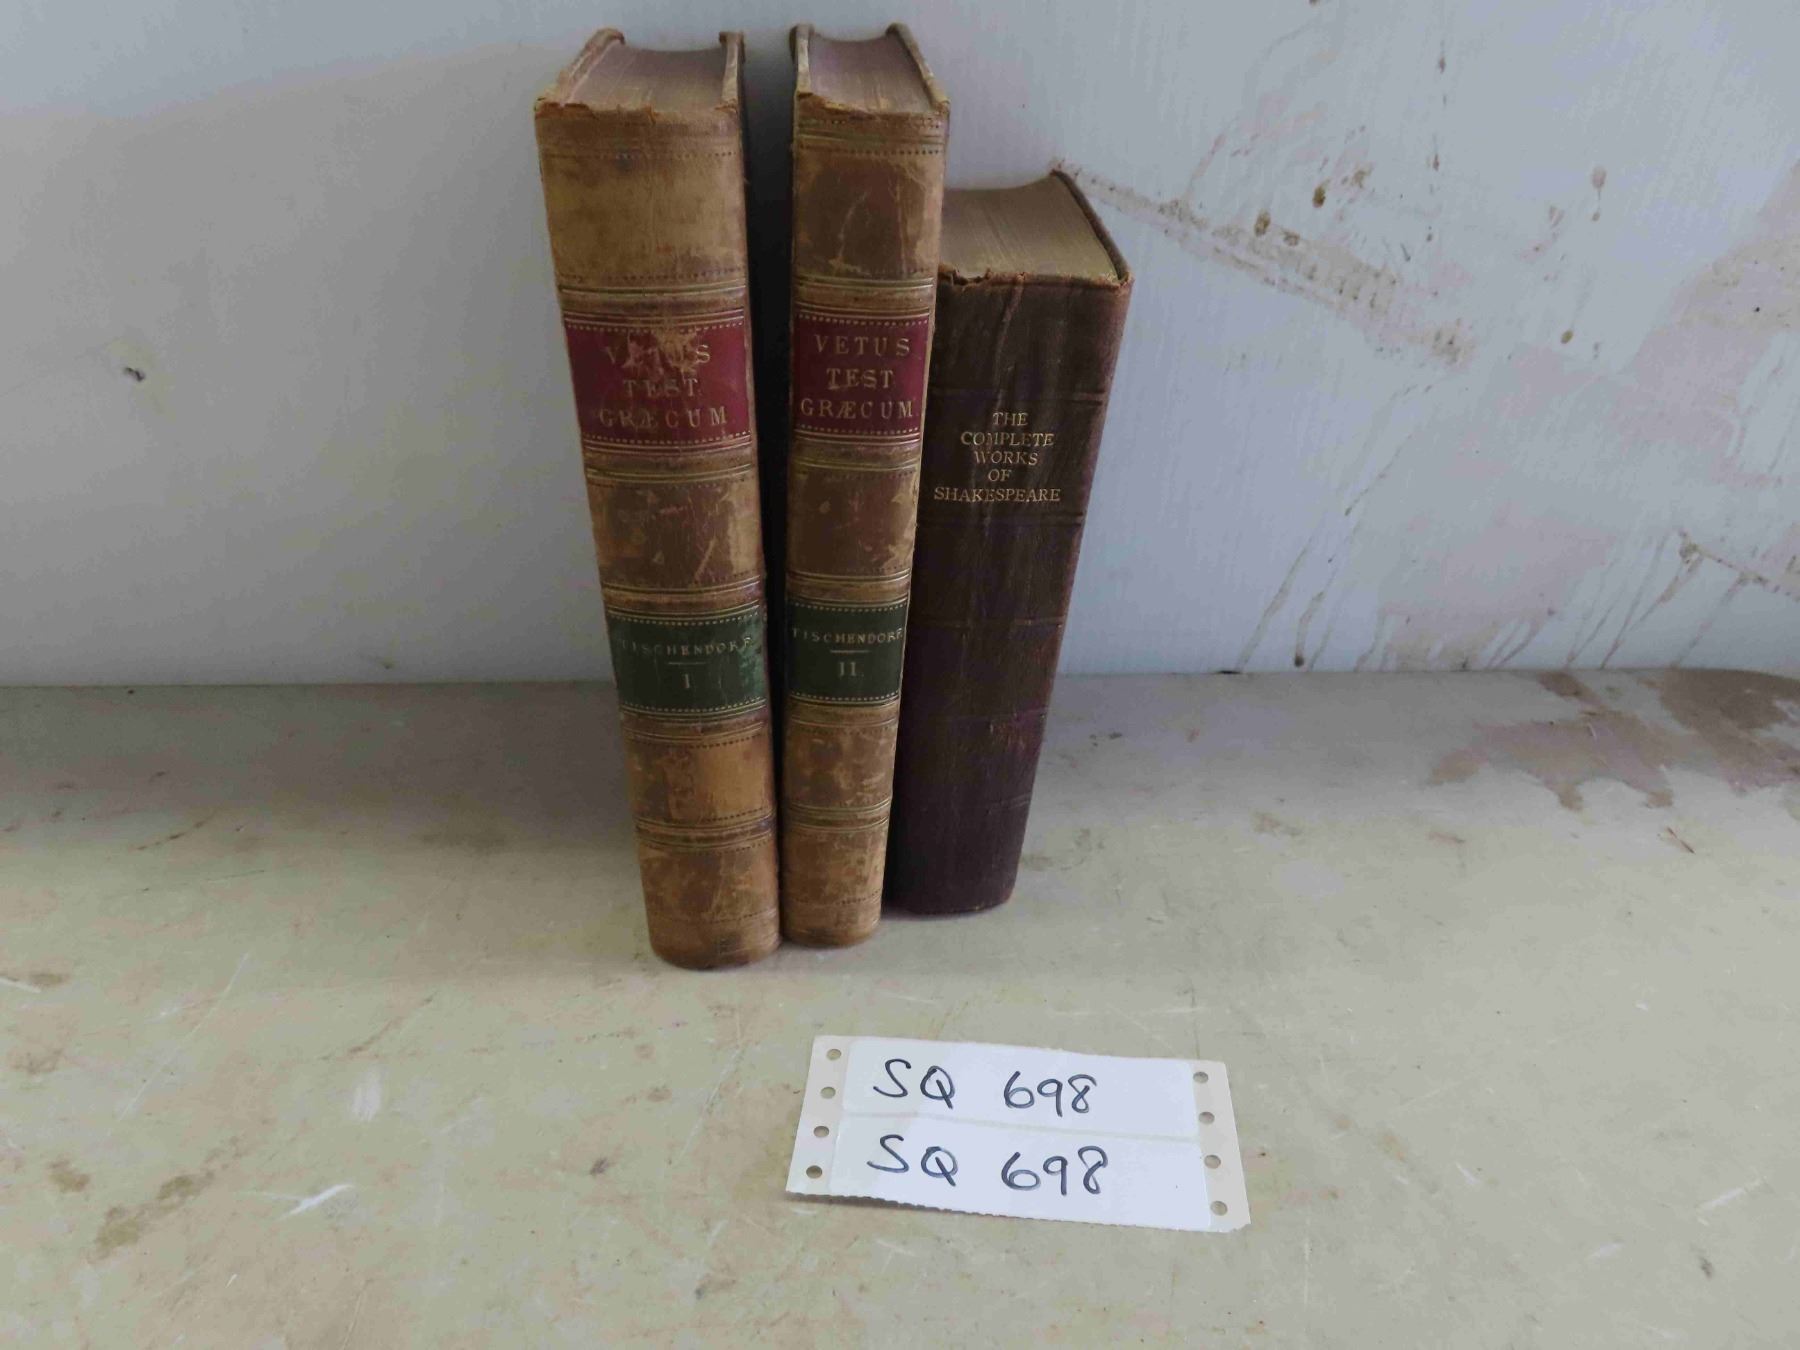 VETUS
TEST
GRÆCUM
TISCHENDORF
I
VETUS
TEST
GRÆCUM
TISCHENDORF
II
THE
COMPLETE
WORKS
OF
SHAKESPEARE
SQ 698
SQ 698